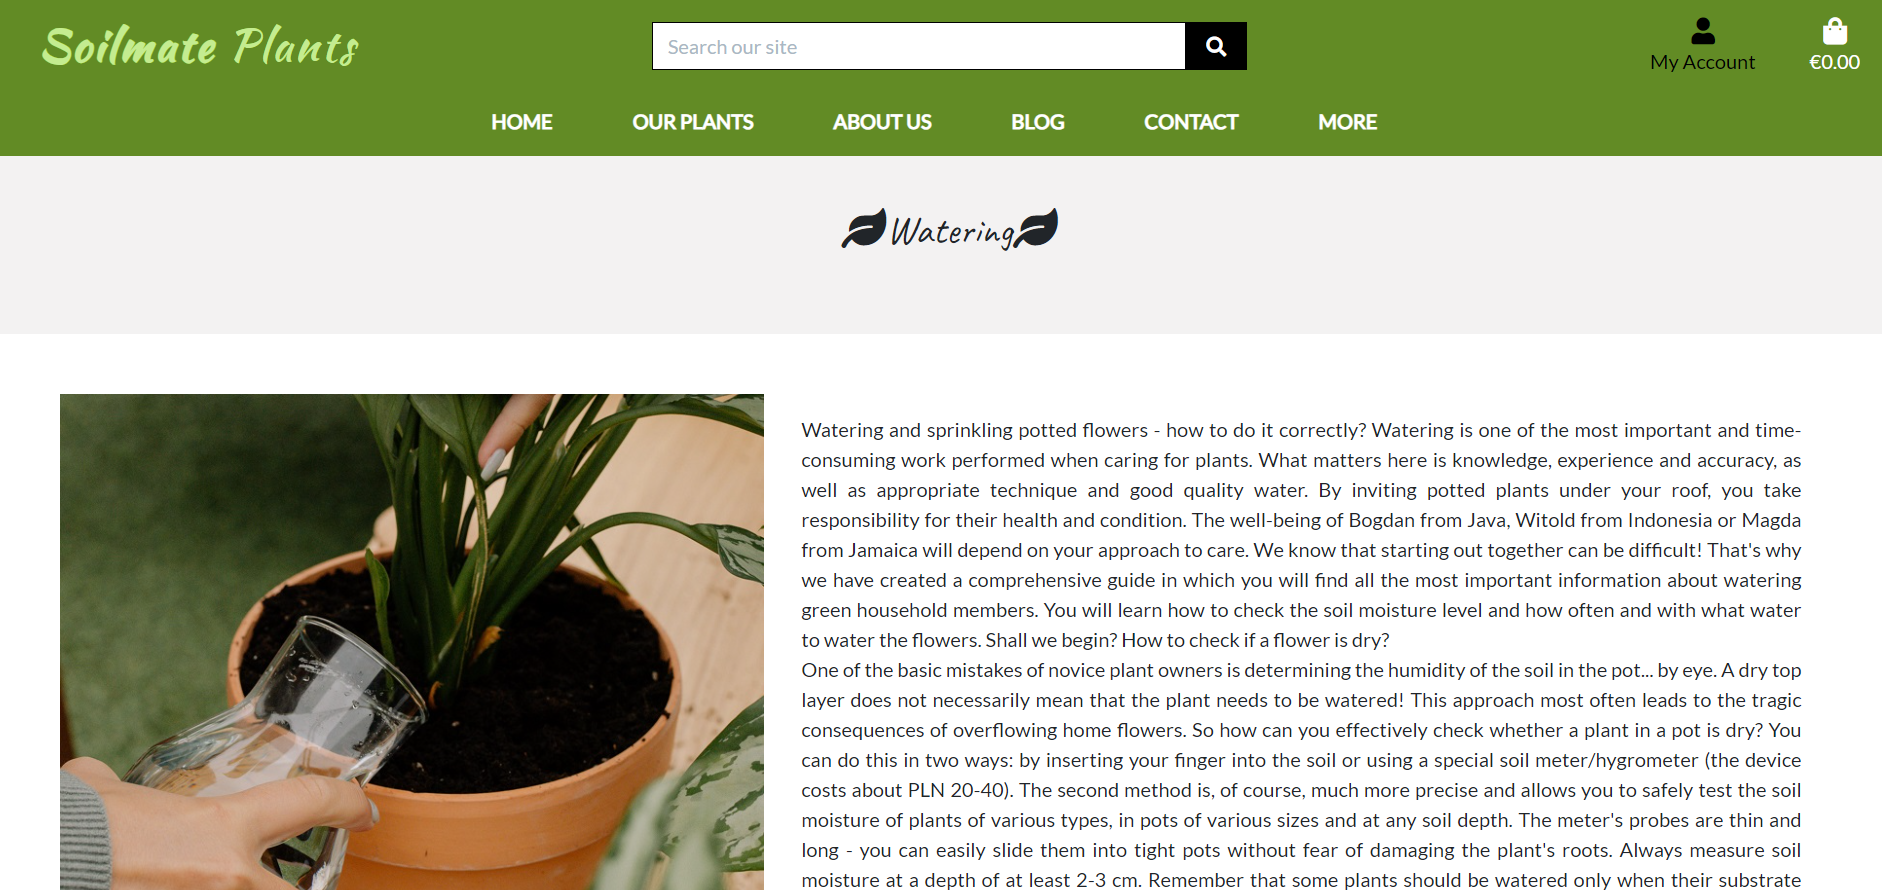 Soilmate Plants
Search our site
My Account
€0.00
HOME
OUR PLANTS
ABOUT US
BLOG
CONTACT
MORE
Watering
Watering and sprinkling potted flowers - how to do it correctly? Watering is one of the most important and time-
consuming work performed when caring for plants. What matters here is knowledge, experience and accuracy, as
well as appropriate technique and good quality water. By inviting potted plants under your roof, you take
responsibility for their health and condition. The well-being of Bogdan from Java, Witold from Indonesia or Magda
from Jamaica will depend on your approach to care. We know that starting out together can be difficult! That's why
we have created a comprehensive guide in which you will find all the most important information about watering
green household members. You will learn how to check the soil moisture level and how often and with what water
to water the flowers. Shall we begin? How to check if a flower is dry?
One of the basic mistakes of novice plant owners is determining the humidity of the soil in the pot... by eye. A dry top
layer does not necessarily mean that the plant needs to be watered! This approach most often leads to the tragic
consequences of overflowing home flowers. So how can you effectively check whether a plant in a pot is dry? You
can do this in two ways: by inserting your finger into the soil or using a special soil meter/hygrometer (the device
costs about PLN 20-40). The second method is, of course, much more precise and allows you to safely test the soil
moisture of plants of various types, in pots of various sizes and at any soil depth. The meter's probes are thin and
long - you can easily slide them into tight pots without fear of damaging the plant's roots. Always measure soil
moisture at a depth of at least 2-3 cm. Remember that some plants should be watered only when their substrate